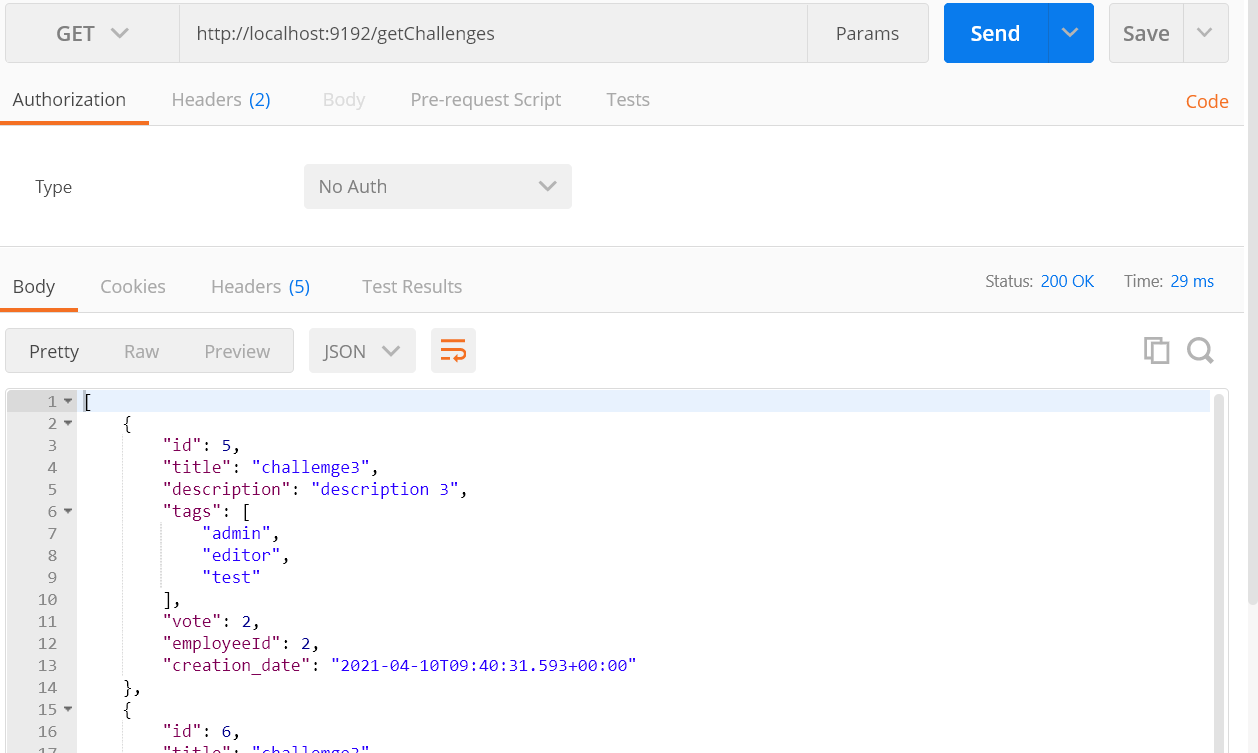 GET http://localhost:9192/getChallenges Params Send Save
Authorization Headers (2) Body Pre-request Script Tests Code
Type No Auth
Body Cookies Headers (5) Test Results Status: 200 OK Time: 29 ms
Pretty Raw Preview JSON
1 [
2 {
3 "id": 5,
4 "title": "challemge3",
5 "description": "description 3",
6 "tags": [
7 "admin",
8 "editor",
9 "test"
10 ],
11 "vote": 2,
12 "employeeId": 2,
13 "creation_date": "2021-04-10T09:40:31.593+00:00"
14 },
15 {
16 "id": 6,
17 "title": "challemge3"